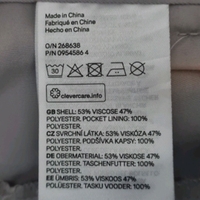 Made in China
Fabriqué en Chine
Hecho en China
O/N 268638
P/N 0954586 4
30
clevercare.info
GB SHELL: 53% VISCOSE 47%
POLYESTER, POCKET LINING: 100%
POLYESTER
CZ SVRCHNÍ LÁTKA: 53% VISKÓZA 47%
POLYESTER, PODŠÍVKA KAPSY: 100%
POLYESTER
DE OBERMATERIAL: 53% VISKOSE 47%
POLYESTER, TASCHENFUTTER: 100%
POLYESTER
EE ÜMBRIS: 53% VISKOOS 47%
POLÜESTER, TASKU VOODER: 100%